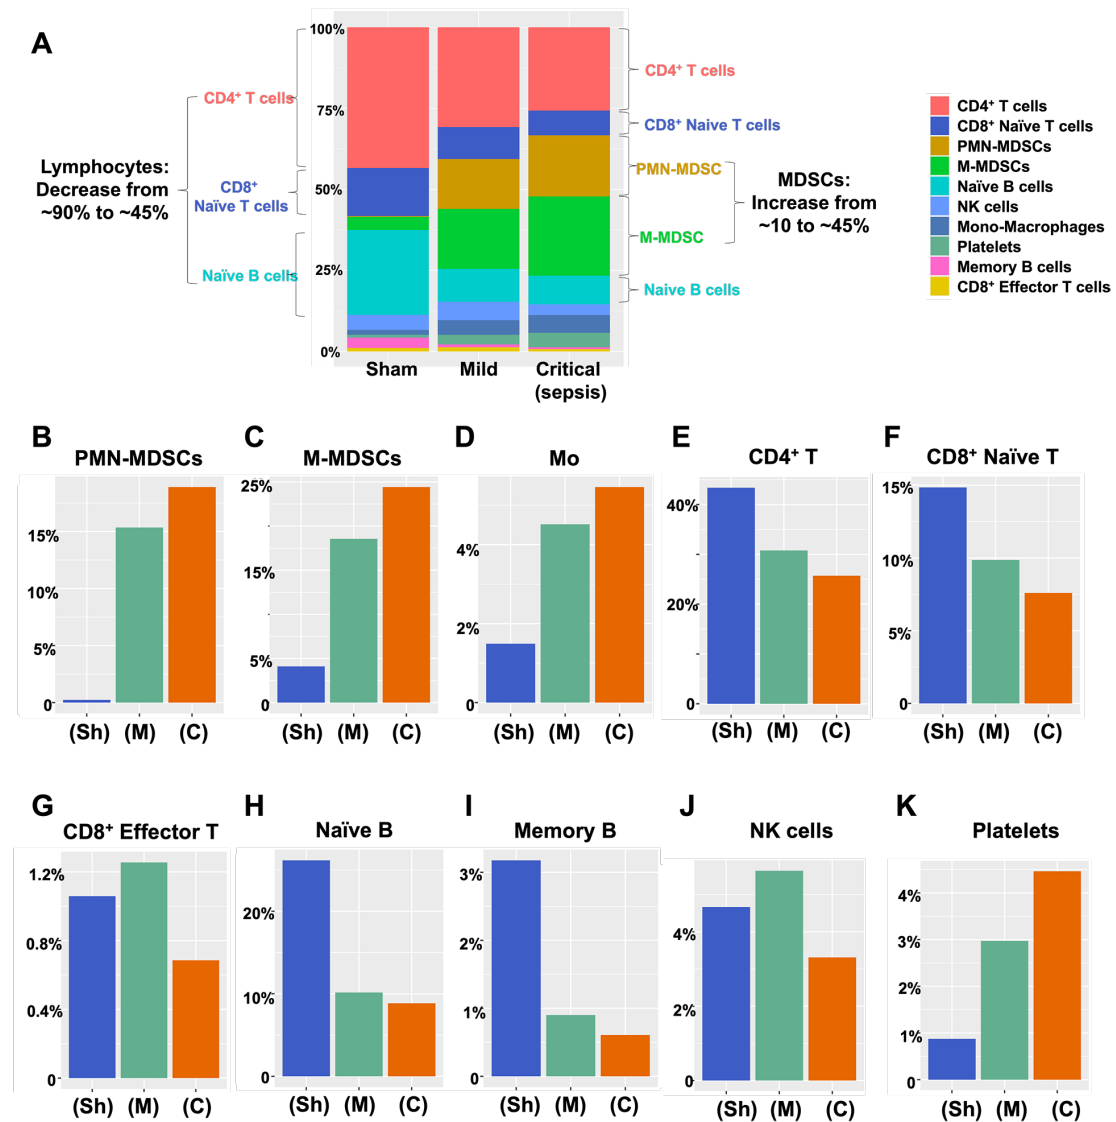 A
100%
75%
50%
25%
0%
CD4+ T cells
CD8+
Naïve T cells
Naïve B cells
Lymphocytes:
Decrease from
~90% to ~45%
CD4+ T cells
CD8+ Naive T cells
PMN-MDSC
M-MDSC
Naive B cells
MDSCs:
Increase from
~10 to ~45%
Sham
Mild
Critical
(sepsis)
CD4+ T cells
CD8+ Naïve T cells
PMN-MDSCs
M-MDSCs
Naïve B cells
NK cells
Mono-Macrophages
Platelets
Memory B cells
CD8+ Effector T cells
B
PMN-MDSCs
15%
10%
5%
0
(Sh) (M) (C)
C
M-MDSCs
25%
15%
5%
0
(Sh) (M) (C)
D
Mo
4%
2%
0
(Sh) (M) (C)
E
CD4+ T
40%
20%
0
(Sh) (M) (C)
F
CD8+ Naïve T
15%
10%
5%
0
(Sh) (M) (C)
G
CD8+ Effector T
1.2%
0.8%
0.4%
0
(Sh) (M) (C)
H
Naïve B
20%
10%
0
(Sh) (M) (C)
I
Memory B
3%
2%
1%
0
(Sh) (M) (C)
J
NK cells
4%
2%
0
(Sh) (M) (C)
K
Platelets
4%
3%
2%
1%
0
(Sh) (M) (C)